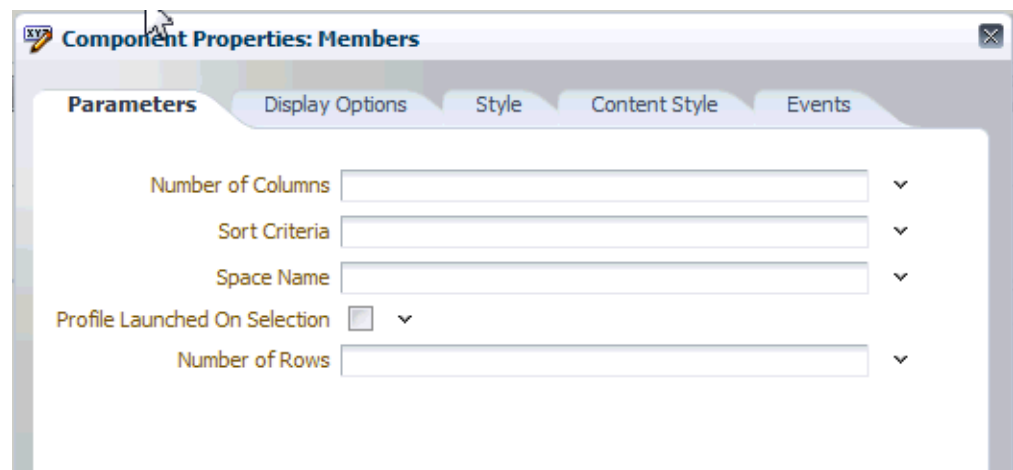 Component Properties: Members
Parameters Display Options Style Content Style Events
Number of Columns
Sort Criteria
Space Name
Profile Launched On Selection
Number of Rows